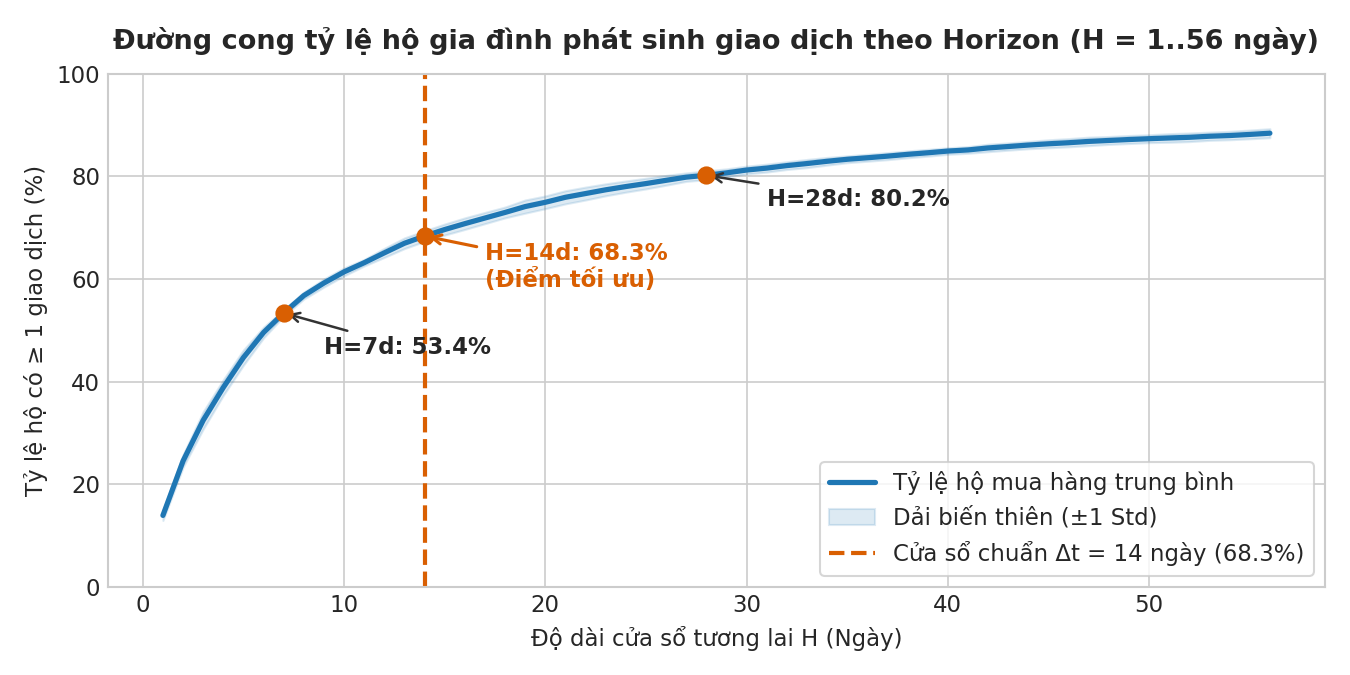 Đường cong tỷ lệ hộ gia đình phát sinh giao dịch theo Horizon (H = 1..56 ngày)
Tỷ lệ hộ có ≥ 1 giao dịch (%)
100
80
60
40
20
0
H=28d: 80.2%
H=14d: 68.3%
(Điểm tối ưu)
H=7d: 53.4%
Tỷ lệ hộ mua hàng trung bình
Dải biến thiên (±1 Std)
Cửa sổ chuẩn Δt = 14 ngày (68.3%)
0 10 20 30 40 50
Độ dài cửa sổ tương lai H (Ngày)